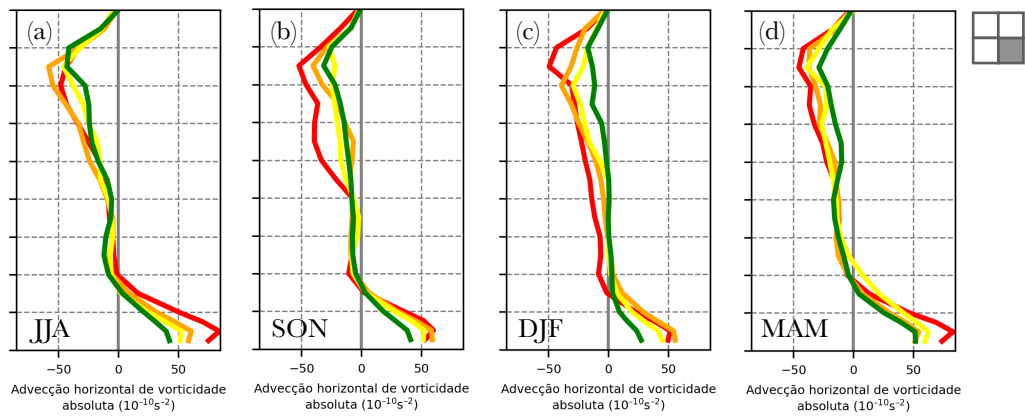 (a) (b) (c) (d)
JJA SON DJF MAM
−50 0 50 −50 0 50 −50 0 50 −50 0 50
Advecção horizontal de vorticidade Advecção horizontal de vorticidade Advecção horizontal de vorticidade Advecção horizontal de vorticidade
absoluta (10⁻¹⁰s⁻²) absoluta (10⁻¹⁰s⁻²) absoluta (10⁻¹⁰s⁻²) absoluta (10⁻¹⁰s⁻²)